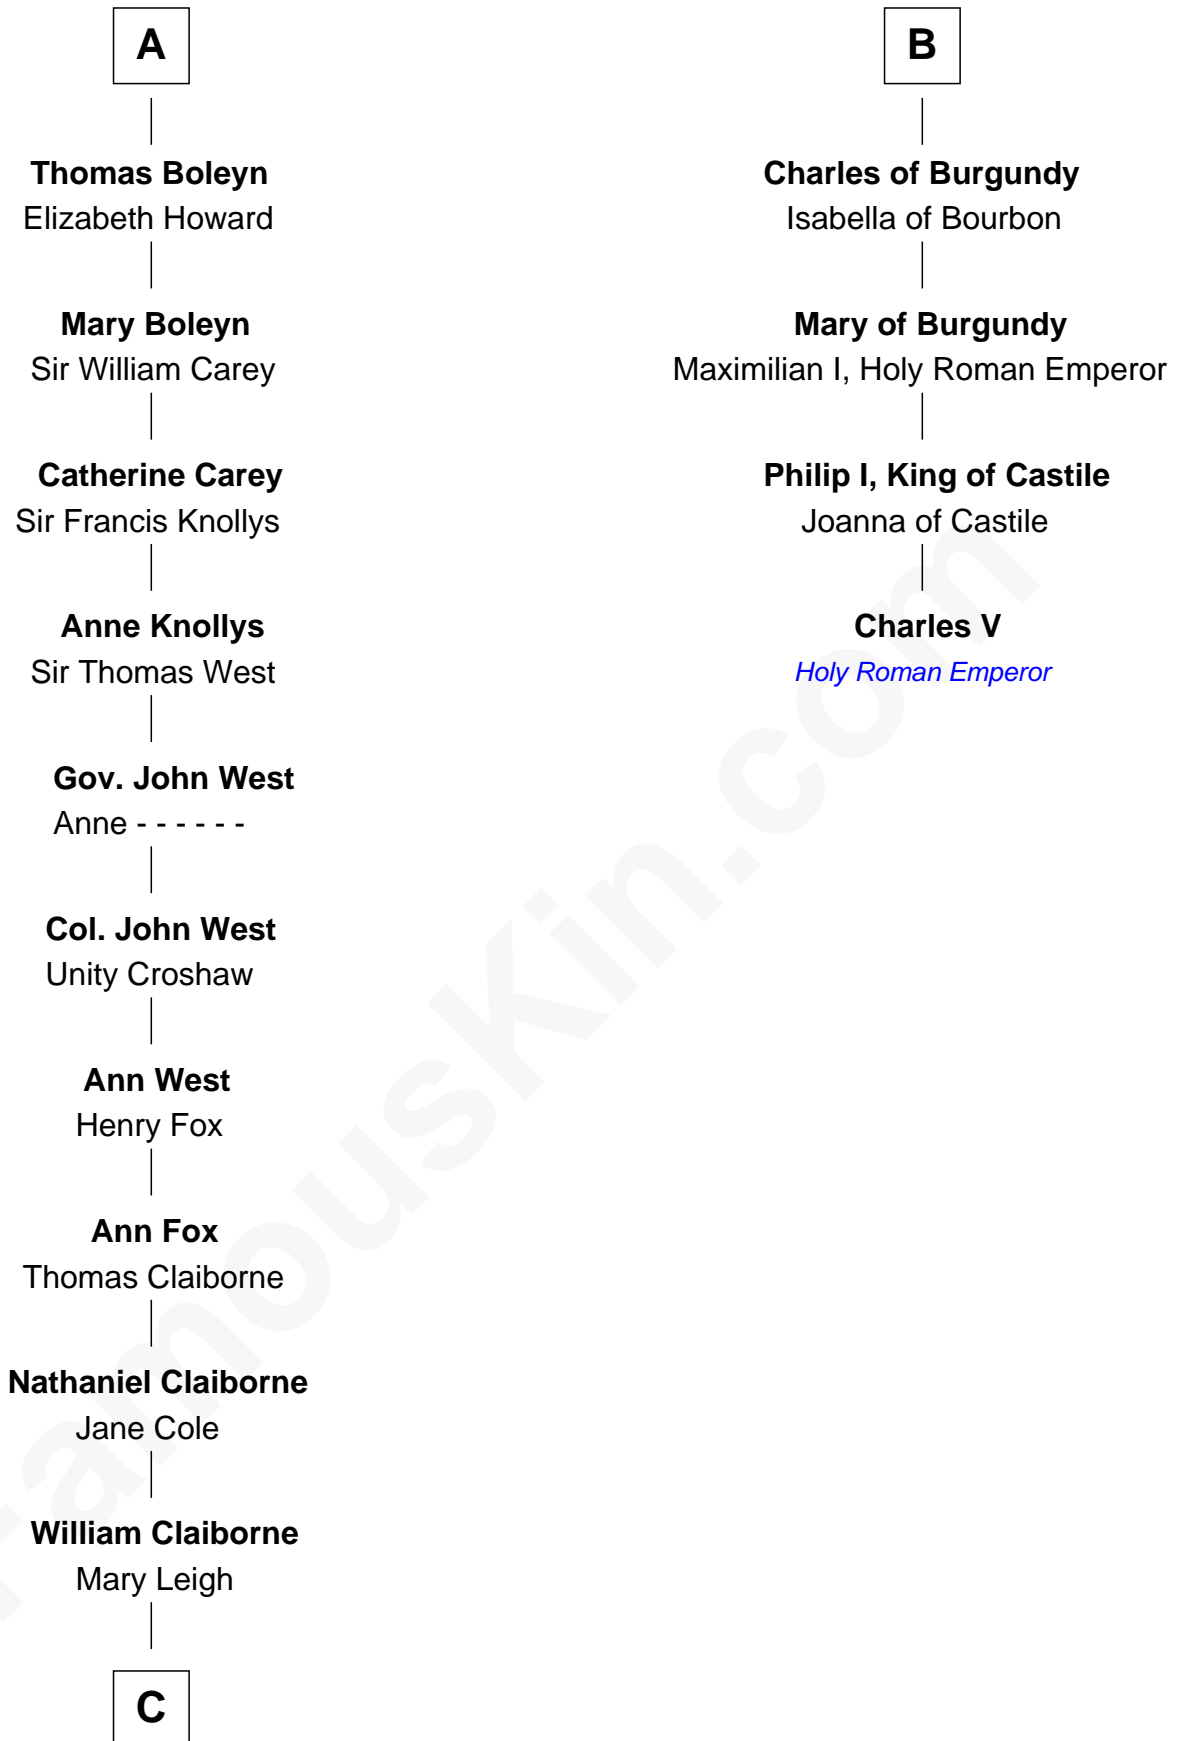 A
Thomas Boleyn
Elizabeth Howard
Mary Boleyn
Sir William Carey
Catherine Carey
Sir Francis Knollys
Anne Knollys
Sir Thomas West
Gov. John West
Anne - - - - - -
Col. John West
Unity Croshaw
Ann West
Henry Fox
Ann Fox
Thomas Claiborne
Nathaniel Claiborne
Jane Cole
William Claiborne
Mary Leigh
C
B
Charles of Burgundy
Isabella of Bourbon
Mary of Burgundy
Maximilian I, Holy Roman Emperor
Philip I, King of Castile
Joanna of Castile
Charles V
Holy Roman Emperor
FamousKin.com